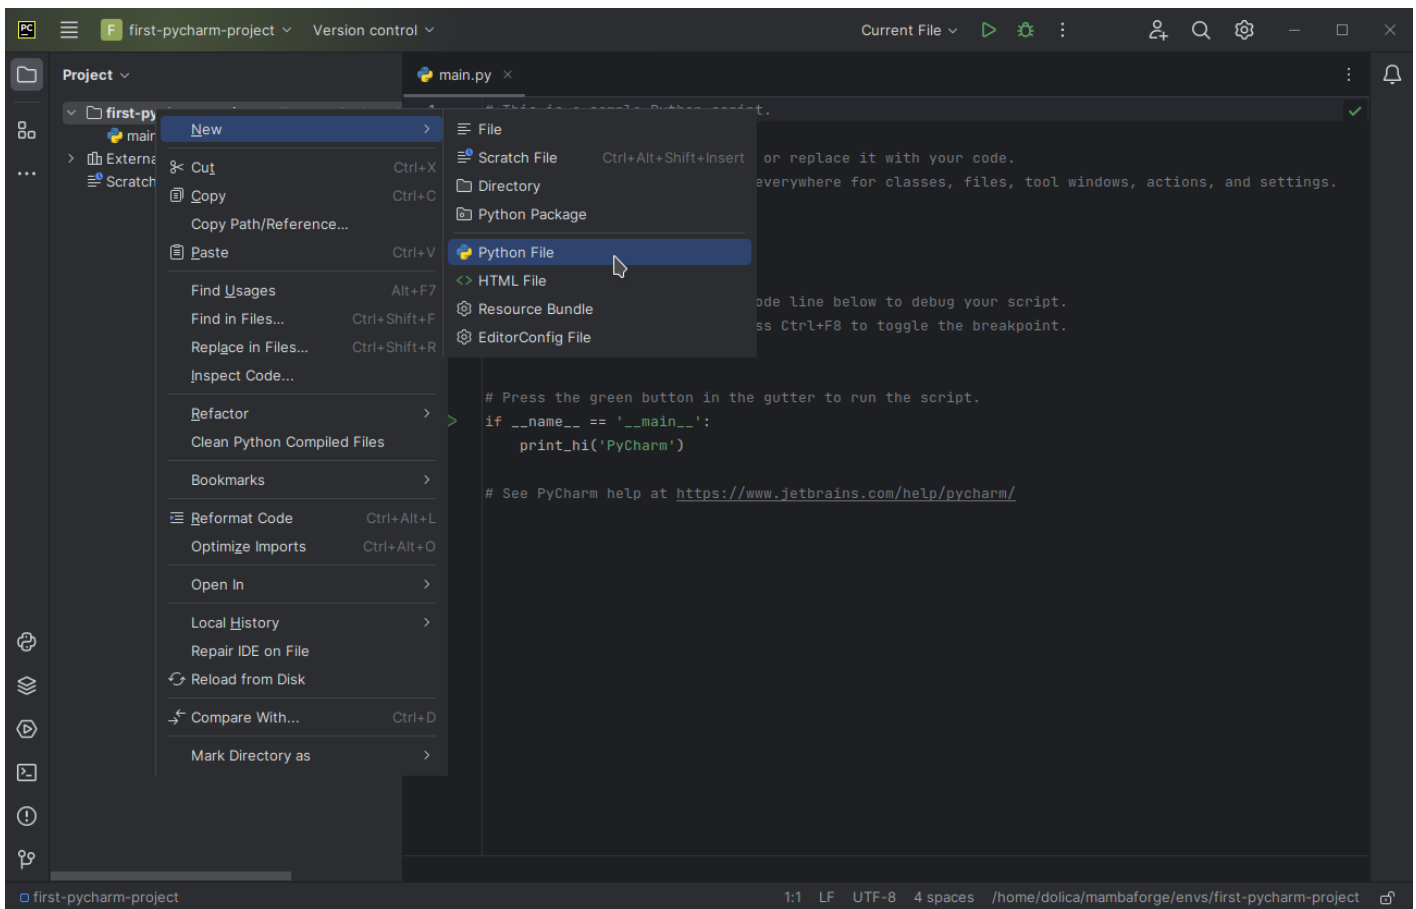 PC
F first-pycharm-project Version control Current File
Project
main.py
first-py
1 # This is a sample Python script.
New
File
main
Externa
Scratch
Cut Ctrl+X
Scratch File Ctrl+Alt+Shift+Insert
or replace it with your code.
Copy Ctrl+C
Directory
everywhere for classes, files, tool windows, actions, and settings.
Copy Path/Reference...
Python Package
Paste Ctrl+V
Python File
Find Usages Alt+F7
HTML File
Find in Files... Ctrl+Shift+F
Resource Bundle
ode line below to debug your script.
Replace in Files... Ctrl+Shift+R
EditorConfig File
ss Ctrl+F8 to toggle the breakpoint.
Inspect Code...
Refactor
Clean Python Compiled Files
Bookmarks
Reformat Code Ctrl+Alt+L
Optimize Imports Ctrl+Alt+O
Open In
Local History
Repair IDE on File
Reload from Disk
Compare With... Ctrl+D
Mark Directory as
# Press the green button in the gutter to run the script.
if __name__ == '__main__':
print_hi('PyCharm')
# See PyCharm help at https://www.jetbrains.com/help/pycharm/
first-pycharm-project
1:1 LF UTF-8 4 spaces /home/dolica/mambaforge/envs/first-pycharm-project